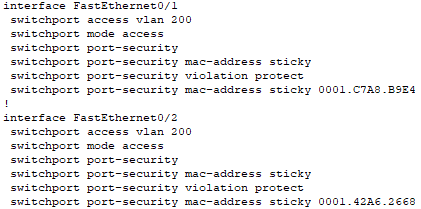 interface FastEthernet0/1
switchport access vlan 200
switchport mode access
switchport port-security
switchport port-security mac-address sticky
switchport port-security violation protect
switchport port-security mac-address sticky 0001.C7A8.B9E4
!
interface FastEthernet0/2
switchport access vlan 200
switchport mode access
switchport port-security
switchport port-security mac-address sticky
switchport port-security violation protect
switchport port-security mac-address sticky 0001.42A6.2668